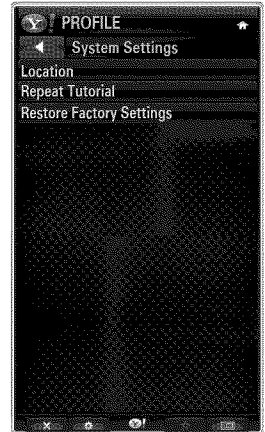 Y! PROFILE
System Settings
Location
Repeat Tutorial
Restore Factory Settings
Y!